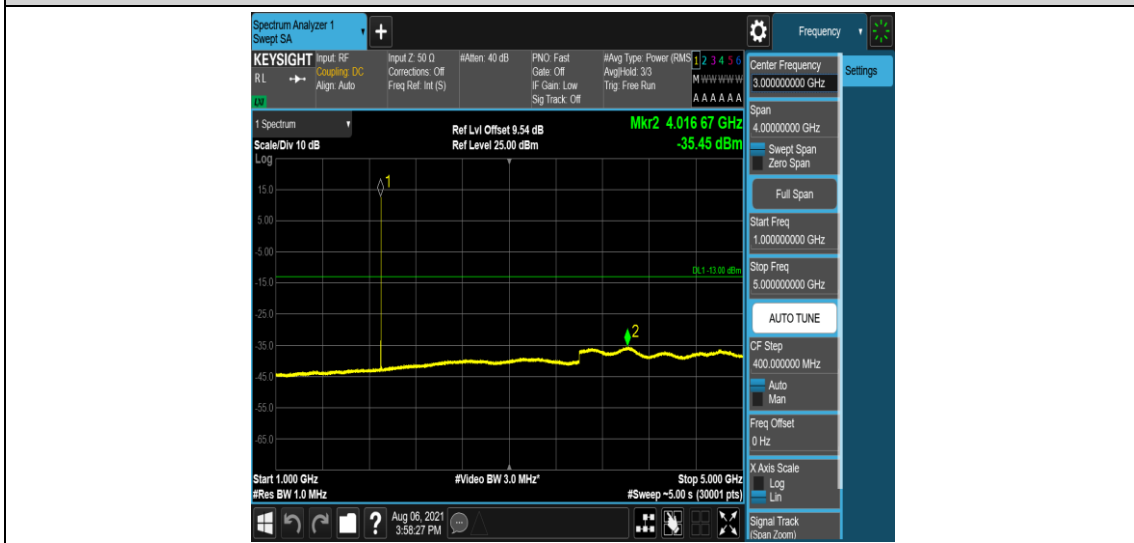 Spectrum Analyzer 1
Swept SA
+
Frequency
KEYSIGHT
RL
LXI
Input: RF
Coupling: DC
Align: Auto
Input Z: 50 Ω
Corrections: Off
Freq Ref: Int (S)
#Atten: 40 dB
PNO: Fast
Gate: Off
IF Gain: Low
Sig Track: Off
#Avg Type: Power (RMS
Avg|Hold: 3/3
Trig: Free Run
1 2 3 4 5 6
M W W W W W
A A A A A A
Center Frequency
3.000000000 GHz
Settings
1 Spectrum
Scale/Div 10 dB
Ref Lvl Offset 9.54 dB
Ref Level 25.00 dBm
Mkr2 4.016 67 GHz
-35.45 dBm
Log
15.0
5.00
-5.00
-15.0
-25.0
-35.0
-45.0
-55.0
-65.0
1
DL1 -13.00 dBm
2
Start 1.000 GHz
#Res BW 1.0 MHz
#Video BW 3.0 MHz*
Stop 5.000 GHz
#Sweep ~5.00 s (30001 pts)
Span
4.00000000 GHz
Swept Span
Zero Span
Full Span
Start Freq
1.000000000 GHz
Stop Freq
5.000000000 GHz
AUTO TUNE
CF Step
400.000000 MHz
Auto
Man
Freq Offset
0 Hz
X Axis Scale
Log
Lin
Signal Track
(Span Zoom)
?
Aug 06, 2021
3:58:27 PM